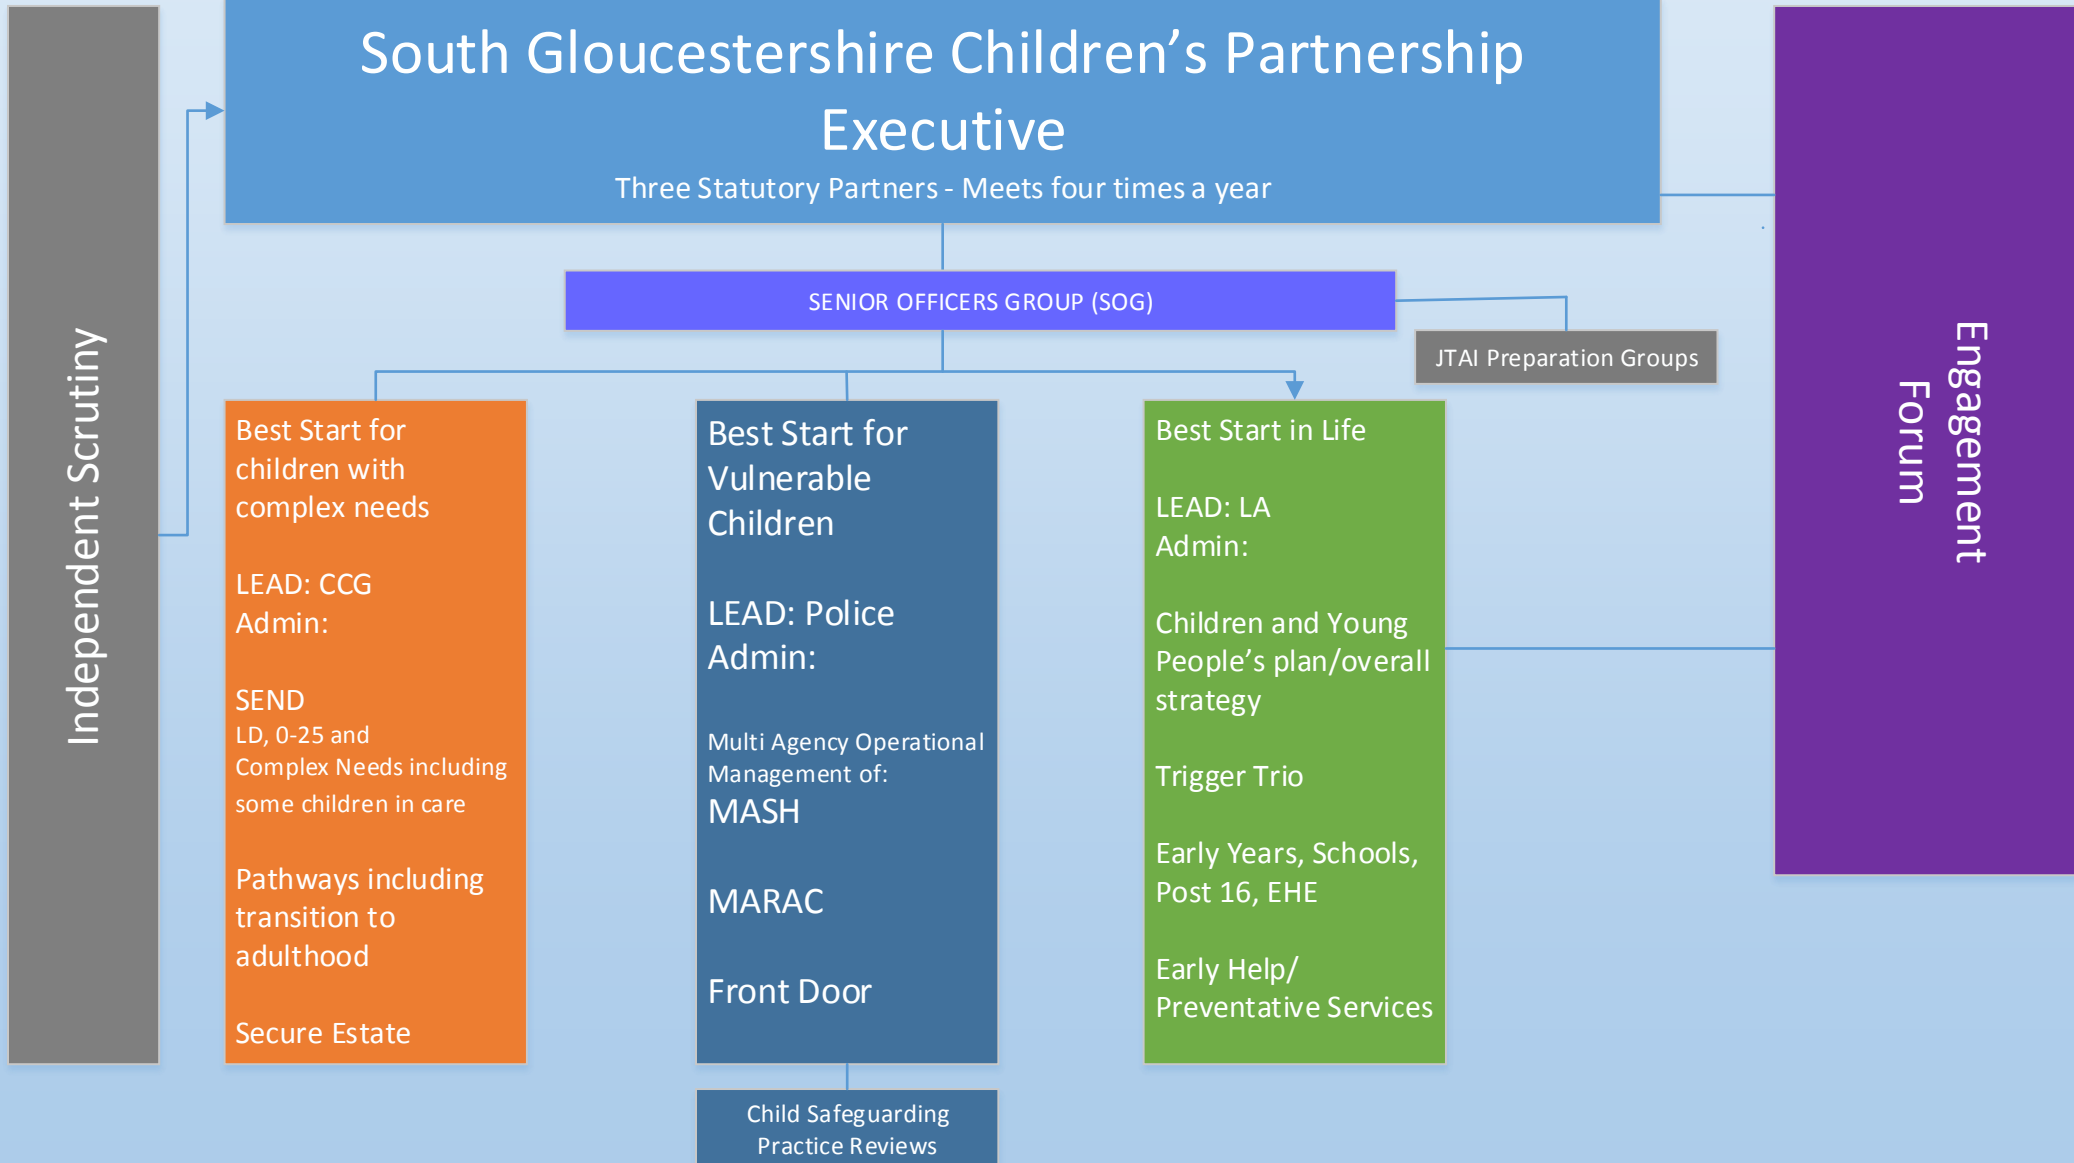 South Gloucestershire Children’s Partnership
Executive
Three Statutory Partners - Meets four times a year
Independent Scrutiny
Engagement
Forum
SENIOR OFFICERS GROUP (SOG)
JTAI Preparation Groups
Best Start for
children with
complex needs
LEAD: CCG
Admin:
SEND
LD, 0-25 and
Complex Needs including
some children in care
Pathways including
transition to
adulthood
Secure Estate
Best Start for
Vulnerable
Children
LEAD: Police
Admin:
Multi Agency Operational
Management of:
MASH
MARAC
Front Door
Best Start in Life
LEAD: LA
Admin:
Children and Young
People’s plan/overall
strategy
Trigger Trio
Early Years, Schools,
Post 16, EHE
Early Help/
Preventative Services
Child Safeguarding
Practice Reviews